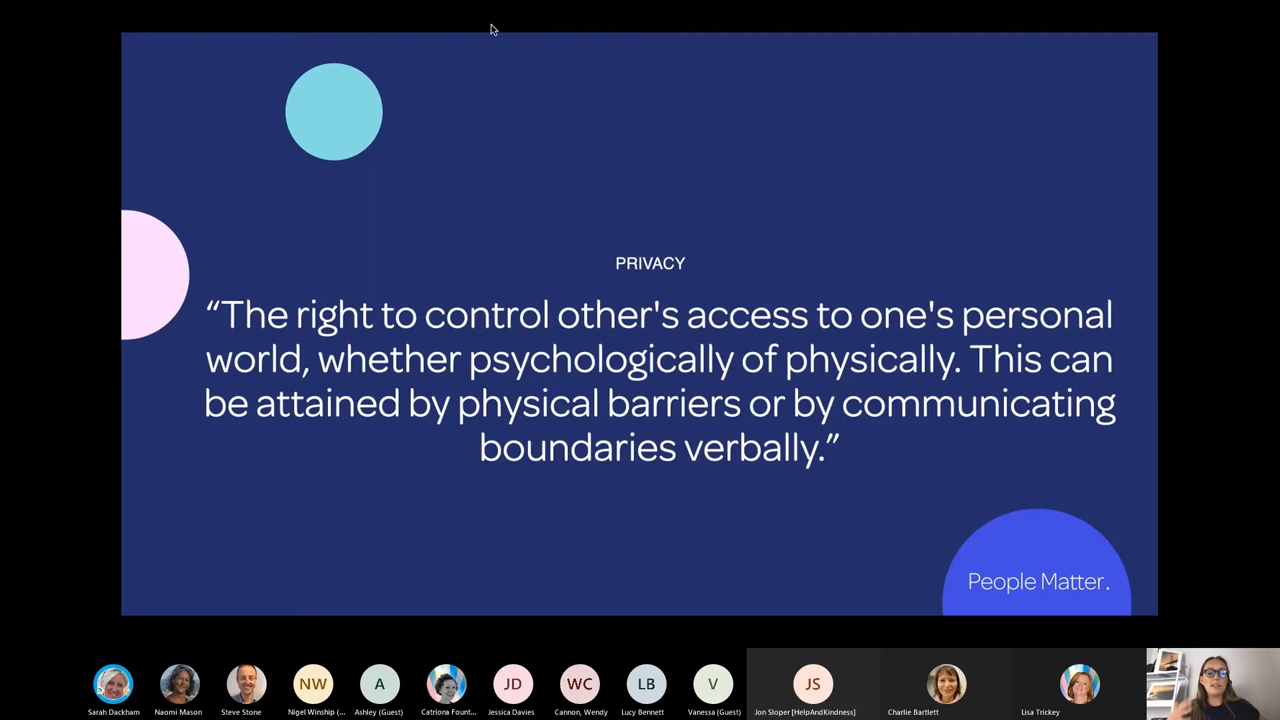 PRIVACY
“The right to control other's access to one's personal
world, whether psychologically of physically. This can
be attained by physical barriers or by communicating
boundaries verbally.”
People Matter.
NW
A
JD
WC
LB
V
JS
Sarah Dackham
Naomi Mason
Steve Stone
Nigel Winship (...
Ashley (Guest)
Catriona Fount...
Jessica Davies
Cannon, Wendy
Lucy Bennett
Vanessa (Guest)
Jon Sloper [HelpAndKindness]
Charlie Bartlett
Lisa Trickey